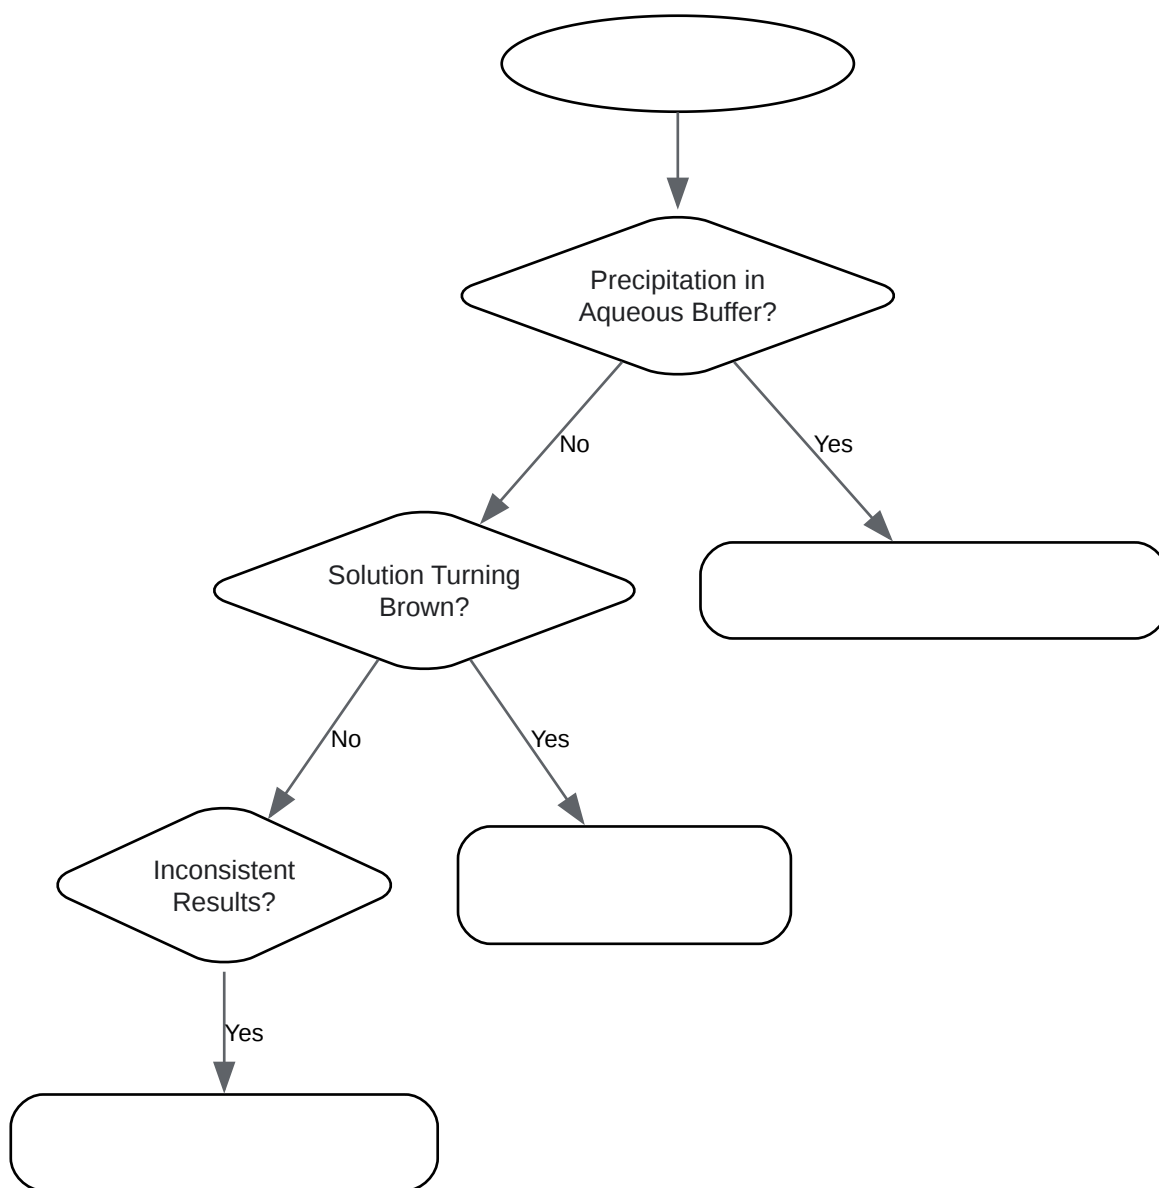 Precipitation in
Aqueous Buffer?
No
Yes
Solution Turning
Brown?
No
Yes
Inconsistent
Results?
Yes